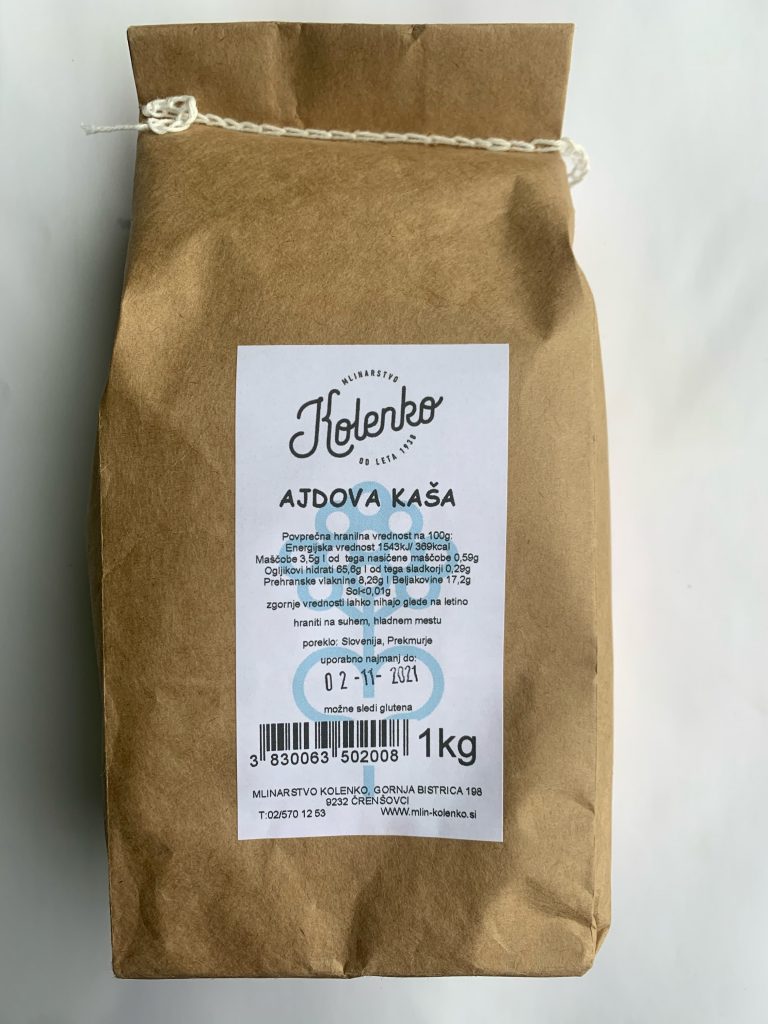 MLINARSTVO
Kolenko
OD LETA 1938
AJDOVA KAŠA
Povprečna hranilna vrednost na 100g:
Energijska vrednost 1543kJ/ 369kcal
Maščobe 3,5g I od tega nasičene maščobe 0,59g
Ogljikovi hidrati 65,6g I od tega sladkorji 0,29g
Prehranske vlaknine 8,26g I Beljakovine 17,2g
Sol<0,01g
zgornje vrednosti lahko nihajo glede na letino
hraniti na suhem, hladnem mestu
poreklo: Slovenija, Prekmurje
uporabno najmanj do:
02-11-2021
možne sledi glutena
3 830063 502008 1kg
MLINARSTVO KOLENKO, GORNJA BISTRICA 198
9232 ČRENŠOVCI
T:02/570 12 53 WWW.mlin-kolenko.si